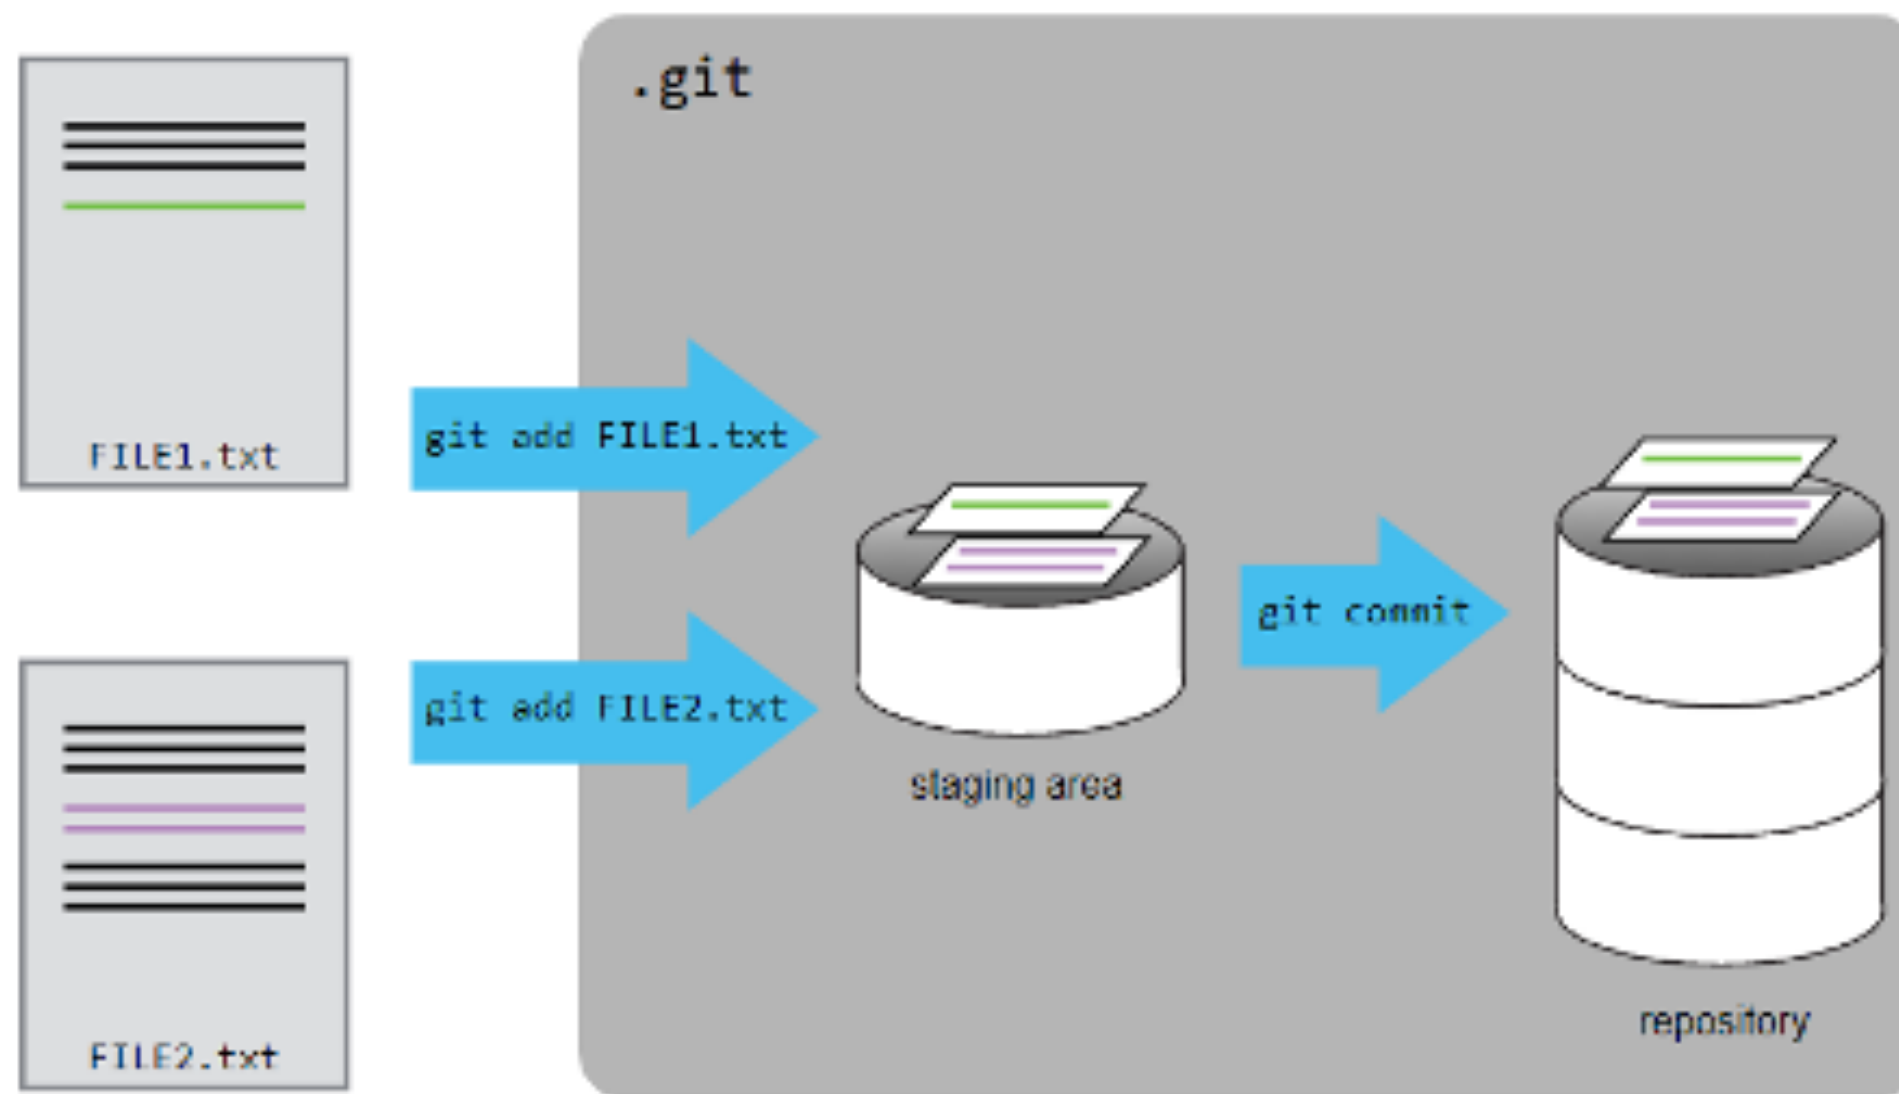 .git
FILE1.txt
git add FILE1.txt
git add FILE2.txt
FILE2.txt
staging area
git commit
repository